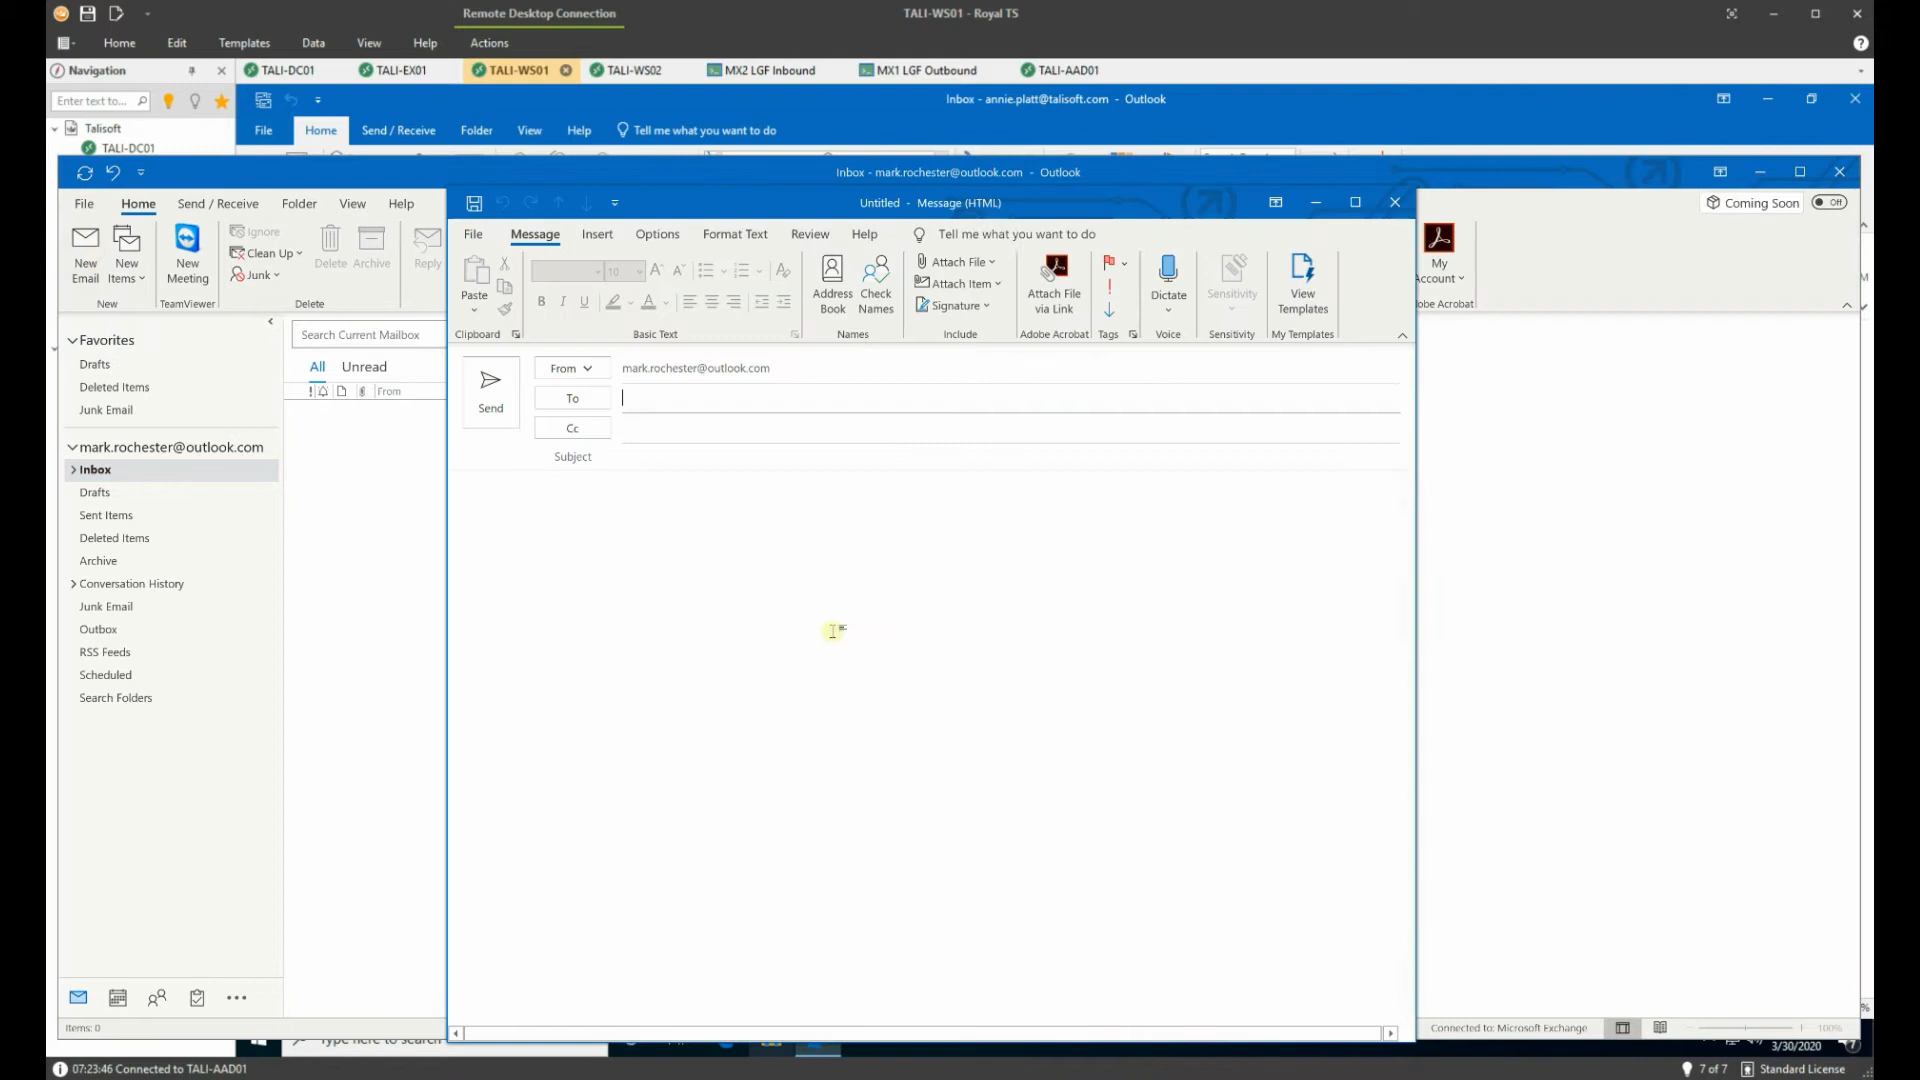 Remote Desktop Connection
TALI-WS01 - Royal TS
Home Edit Templates Data View Help Actions
Navigation
TALI-DC01 TALI-EX01 TALI-WS01 TALI-WS02 MX2 LGF Inbound MX1 LGF Outbound TALI-AAD01
Enter text to...
Inbox - annie.platt@talisoft.com - Outlook
Talisoft
TALI-DC01
File Home Send / Receive Folder View Help Tell me what you want to do
Inbox - mark.rochester@outlook.com - Outlook
File Home Send / Receive Folder View Help
Coming Soon Off
New Email
New Items
New Meeting
Ignore
Clean Up
Junk
Delete Archive
Reply
New TeamViewer Delete
My
Account
obe Acrobat
Favorites
Drafts
Deleted Items
Junk Email
mark.rochester@outlook.com
Inbox
Drafts
Sent Items
Deleted Items
Archive
Conversation History
Junk Email
Outbox
RSS Feeds
Scheduled
Search Folders
Search Current Mailbox
All Unread
From
Untitled - Message (HTML)
File Message Insert Options Format Text Review Help Tell me what you want to do
Paste
10
B I U
Address Book
Check Names
Attach File
Attach Item
Signature
Attach File via Link
Dictate
Sensitivity
View Templates
Clipboard Basic Text Names Include Adobe Acrobat Tags Voice Sensitivity My Templates
Send
From mark.rochester@outlook.com
To
Cc
Subject
Items: 0
Connected to: Microsoft Exchange 100%
Type here to search
3/30/2020
7
07:23:46 Connected to TALI-AAD01
7 of 7 Standard License